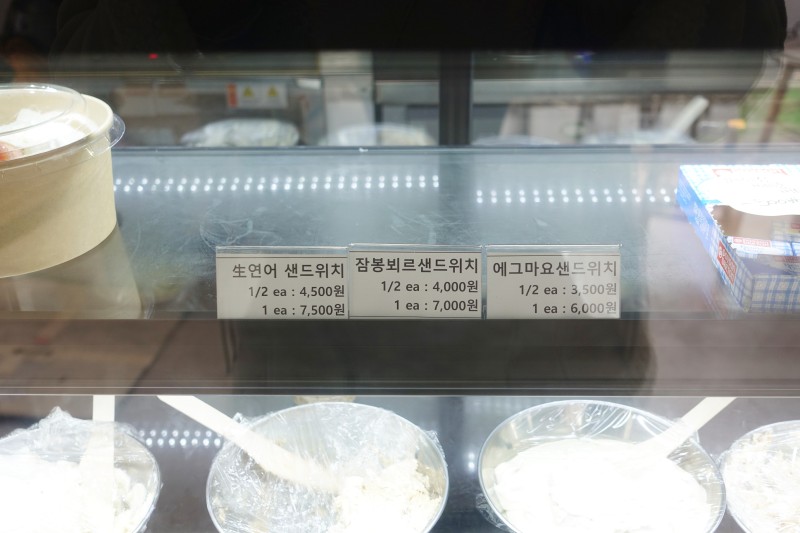 生연어 샌드위치
1/2 ea : 4,500원
1 ea : 7,500원
잠봉뵈르샌드위치
1/2 ea : 4,000원
1 ea : 7,000원
에그마요샌드위치
1/2 ea : 3,500원
1 ea : 6,000원